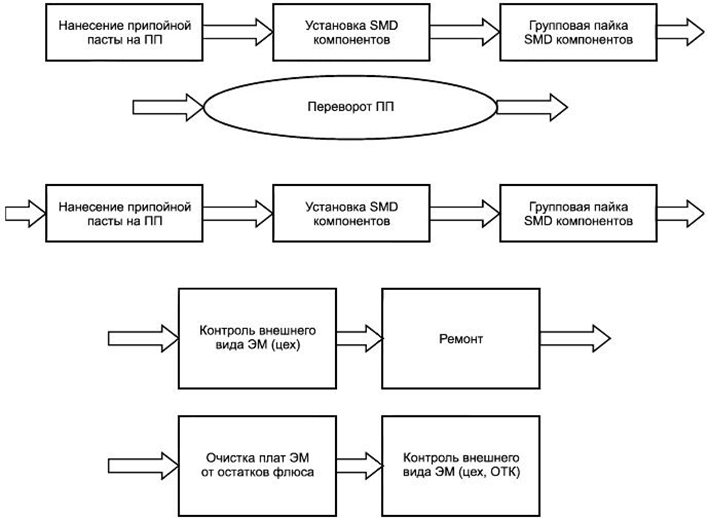 Нанесение припойной
пасты на ПП
Установка SMD
компонентов
Групповая пайка
SMD компонентов
Переворот ПП
Нанесение припойной
пасты на ПП
Установка SMD
компонентов
Групповая пайка
SMD компонентов
Контроль внешнего
вида ЭМ (цех)
Ремонт
Очистка плат ЭМ
от остатков флюса
Контроль внешнего
вида ЭМ (цех, ОТК)